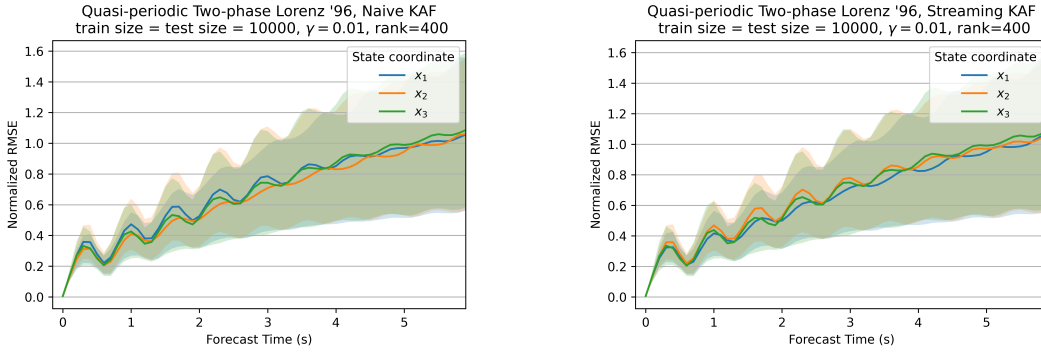 Quasi-periodic Two-phase Lorenz '96, Naive KAF
train size = test size = 10000, γ = 0.01, rank=400
Normalized RMSE
1.6
1.4
1.2
1.0
0.8
0.6
0.4
0.2
0.0
State coordinate
x₁
x₂
x₃
0 1 2 3 4 5
Forecast Time (s)
Quasi-periodic Two-phase Lorenz '96, Streaming KAF
train size = test size = 10000, γ = 0.01, rank=400
Normalized RMSE
1.6
1.4
1.2
1.0
0.8
0.6
0.4
0.2
0.0
State coordinate
x₁
x₂
x₃
0 1 2 3 4 5
Forecast Time (s)